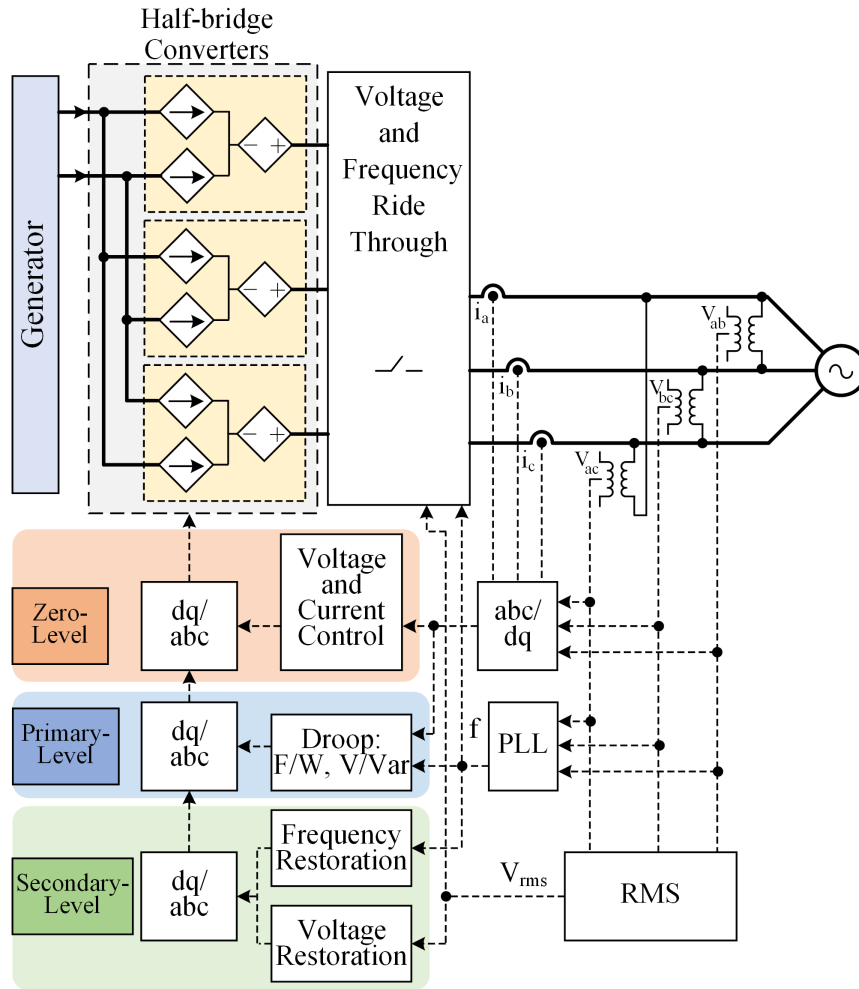 Half-bridge
Converters
Generator
− +
− +
− +
Voltage
and
Frequency
Ride
Through
i_a
i_b
i_c
V_ab
V_bc
V_ac
Zero-
Level
dq/
abc
Voltage
and
Current
Control
abc/
dq
Primary-
Level
dq/
abc
Droop:
F/W, V/Var
f
PLL
Secondary-
Level
dq/
abc
Frequency
Restoration
Voltage
Restoration
V_rms
RMS